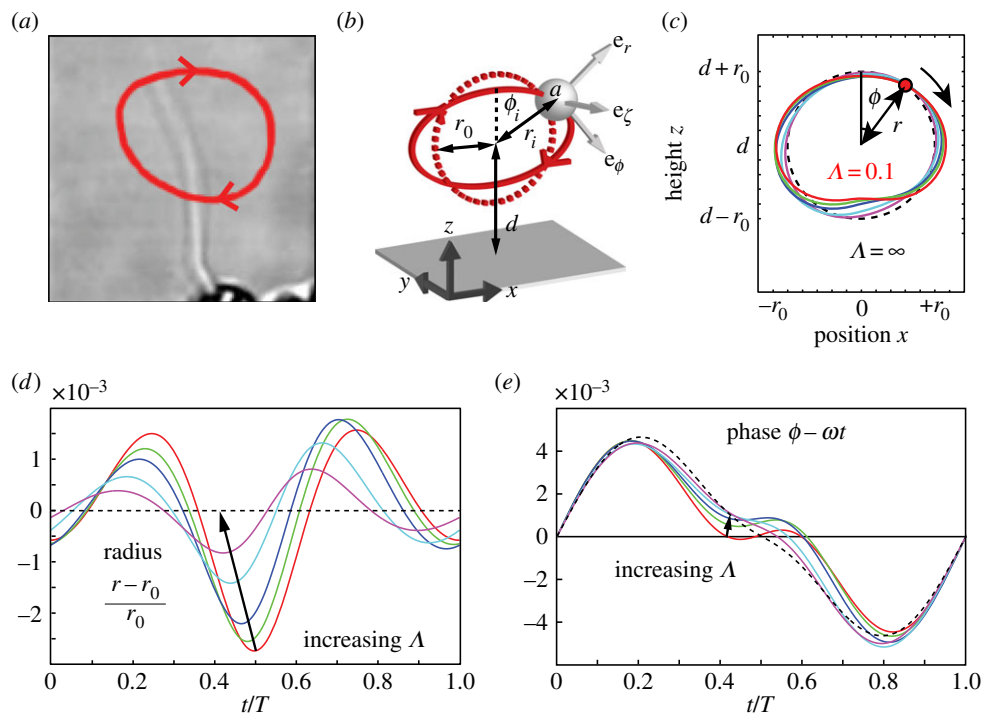 (a)
(b)
e_r
e_ζ
e_ϕ
a
ϕ_i
r_i
r_0
d
z
y
x
(c)
d + r_0
d
d − r_0
height z
ϕ
r
Λ = 0.1
Λ = ∞
−r_0
0
+r_0
position x
(d)
×10⁻³
1
0
−1
−2
radius
r − r_0
r_0
increasing Λ
0
0.2
0.4
0.6
0.8
1.0
t/T
(e)
×10⁻³
4
2
0
−2
−4
phase ϕ − ωt
increasing Λ
0
0.2
0.4
0.6
0.8
1.0
t/T